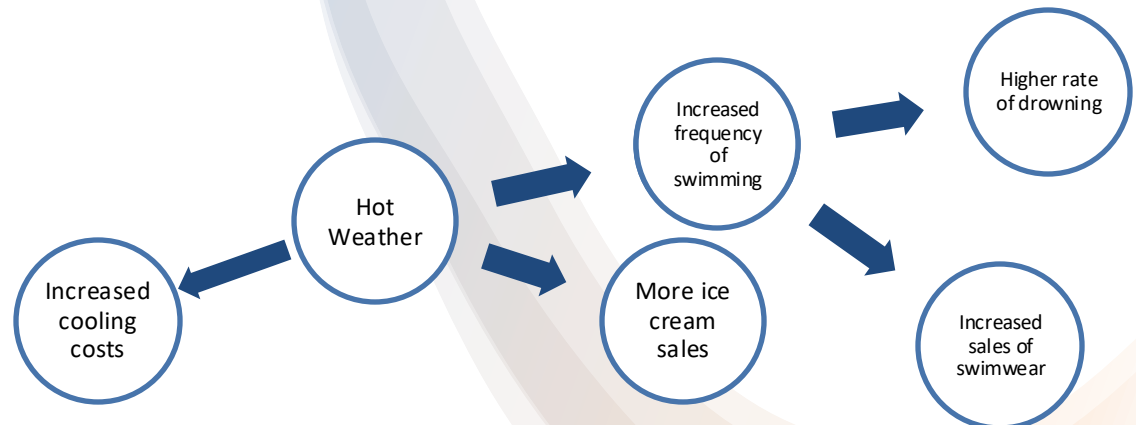 Higher rate
of drowning
Increased
frequency
of
swimming
Hot
Weather
Increased
cooling
costs
More ice
cream
sales
Increased
sales of
swimwear